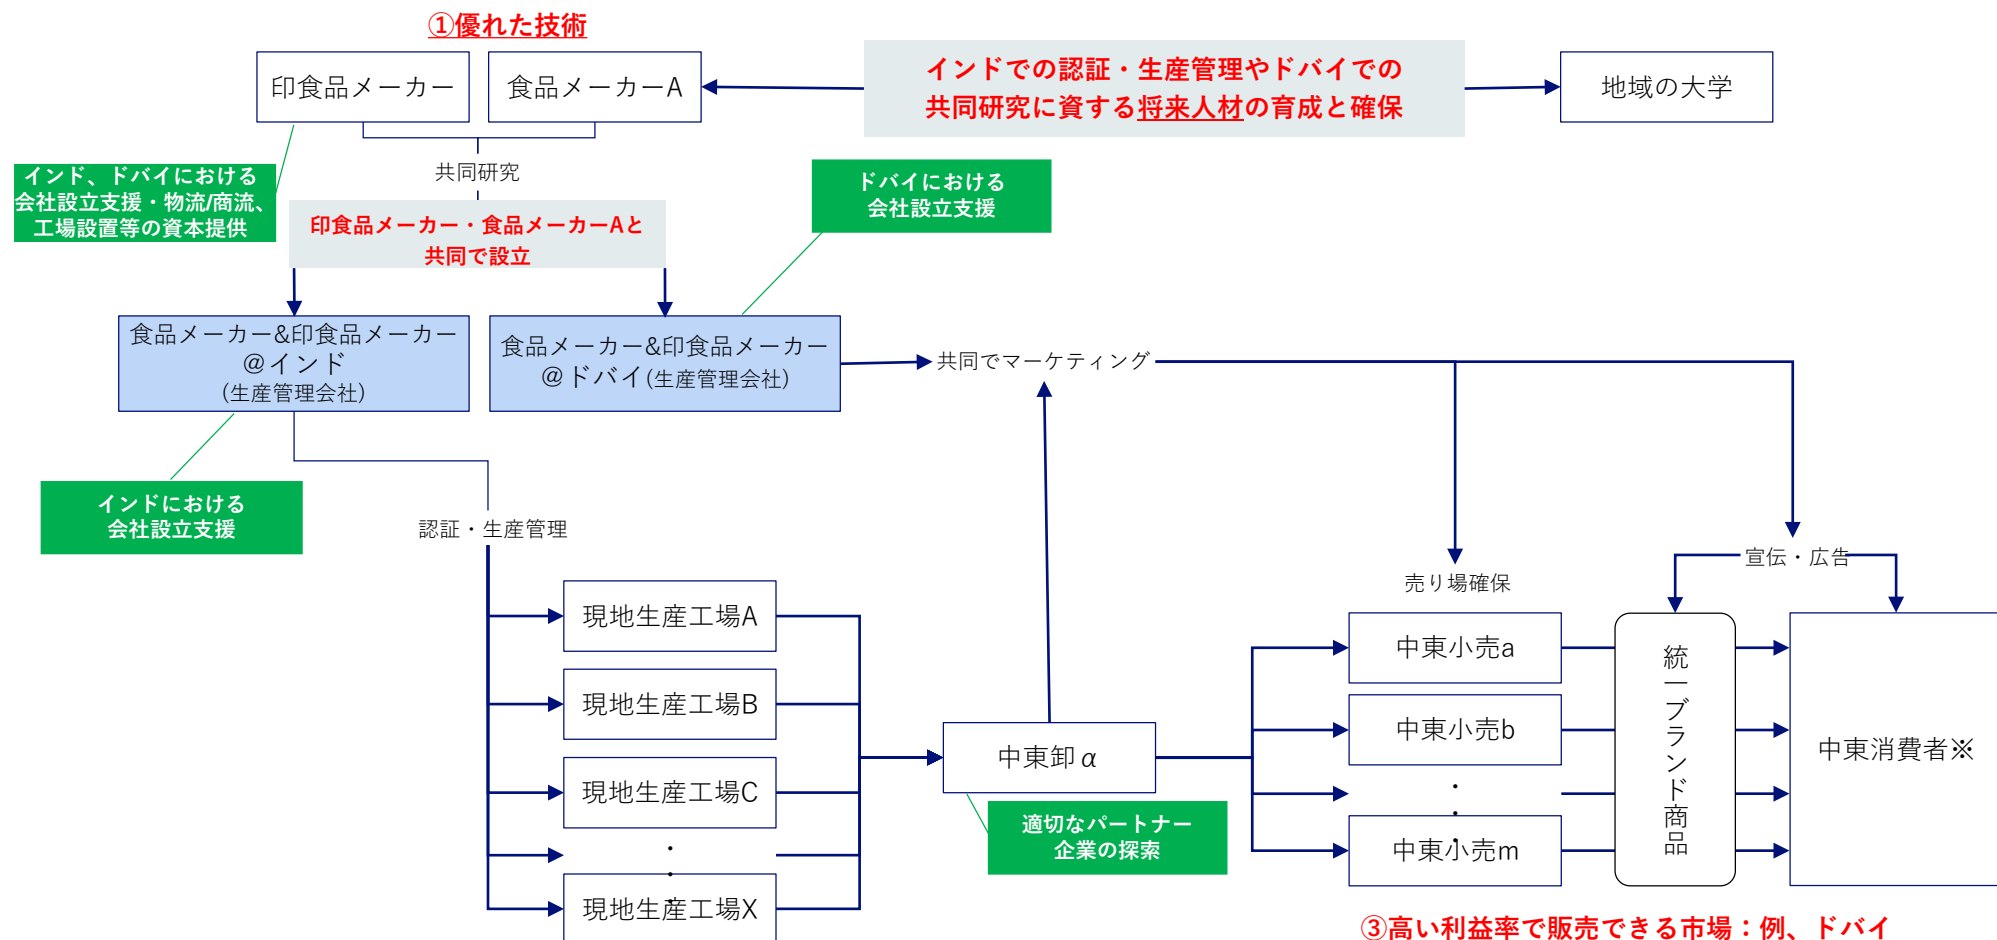 ①優れた技術
印食品メーカー
食品メーカーA
インドでの認証・生産管理やドバイでの
共同研究に資する将来人材の育成と確保
地域の大学
共同研究
インド、ドバイにおける
会社設立支援・物流/商流、
工場設置等の資本提供
ドバイにおける
会社設立支援
印食品メーカー・食品メーカーAと
共同で設立
食品メーカー&印食品メーカー
@インド
(生産管理会社)
食品メーカー&印食品メーカー
@ドバイ(生産管理会社)
共同でマーケティング
インドにおける
会社設立支援
認証・生産管理
宣伝・広告
売り場確保
現地生産工場A
現地生産工場B
現地生産工場C
・・・
現地生産工場X
中東卸α
適切なパートナー
企業の探索
中東小売a
中東小売b
・・・
中東小売m
統一ブランド商品
中東消費者※
③高い利益率で販売できる市場：例、ドバイ